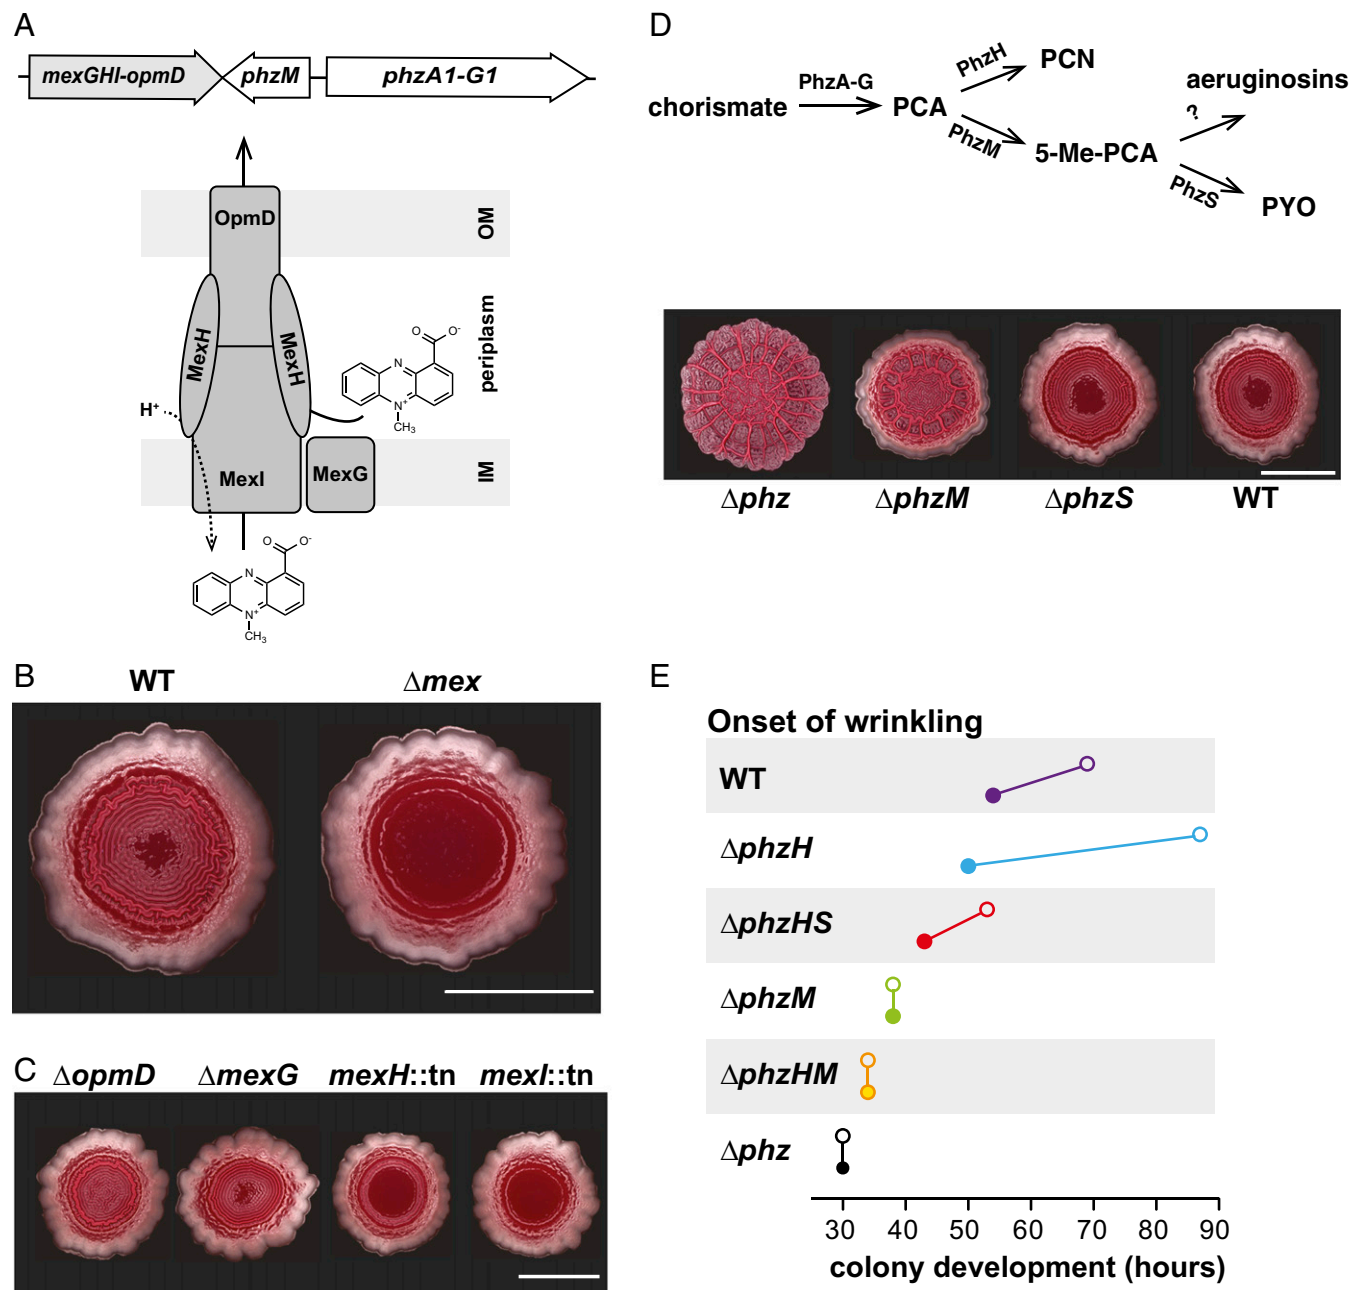 A
mexGHI-opmD
phzM
phzA1-G1
OpmD
OM
MexH
MexH
periplasm
O
O-
N
N+
CH3
H+
MexI
MexG
IM
O
O-
N
N+
CH3
B
WT
Δmex
C
ΔopmD
ΔmexG
mexH::tn
mexI::tn
D
chorismate
PhzA-G
PCA
PhzH
PCN
PhzM
5-Me-PCA
?
aeruginosins
PhzS
PYO
Δphz
ΔphzM
ΔphzS
WT
E
Onset of wrinkling
WT
ΔphzH
ΔphzHS
ΔphzM
ΔphzHM
Δphz
30 40 50 60 70 80 90
colony development (hours)